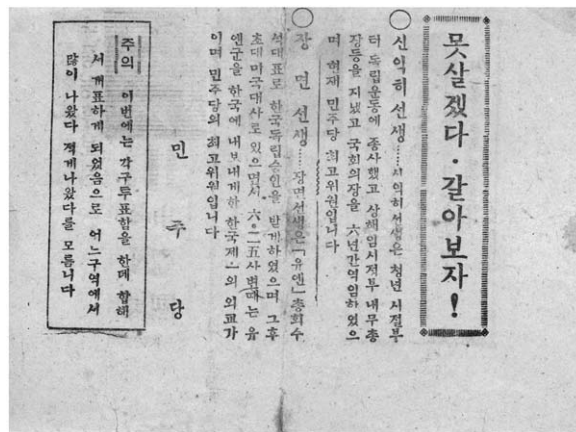 못살겠다·갈아보자!
○ 신익히선생……신익히선생은 청년 시절부
터 독립운동에 종사했고 상해임시정부 내무총
장등을 지냈고 국회의장을 六년간역임하였으
며 현재 민주당 최고위원입니다
○ 장면선생……장면선생은「유엔」총회수
석대표로 한국독립승인을 받게하였으며 그후
초대미국대사로있으면서 六·二五사변때는 유
엔군을 한국에 내보내게한 한국제一의 외교가
이며 민주당의 최고위원입니다
민주당
주의 이번에는 각구투표함을 한데 합해
서 개표하게 되었음으로 어느구역에서
많이 나왔다 적게나왔다를 모릅니다